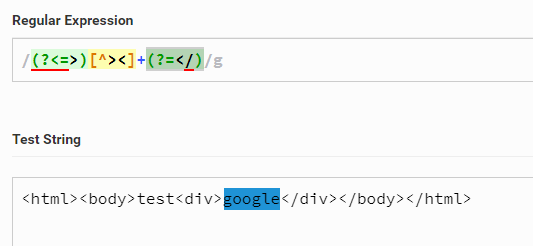 Regular Expression
/(?<=>)[^><]+(?=</)/g
Test String
<html><body>test<div>google</div></body></html>